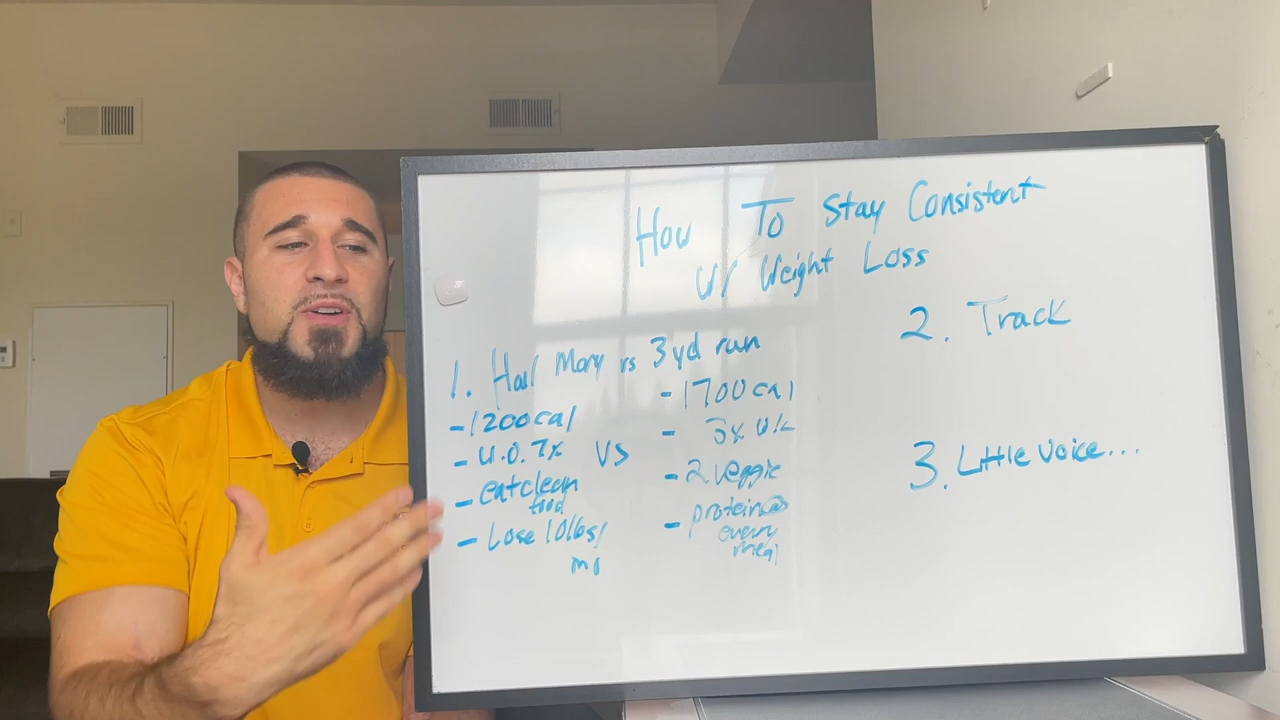 How To Stay Consistent
w/ Weight Loss
1. Hail Mary vs 3yd run
-1200cal
- w.o. 7x
- eat clean
food
- Lose 10lbs/
mo
vs
-1700cal
- 3x wk
-2 veggie
- protein @
every
meal
2. Track
3. Little voice...